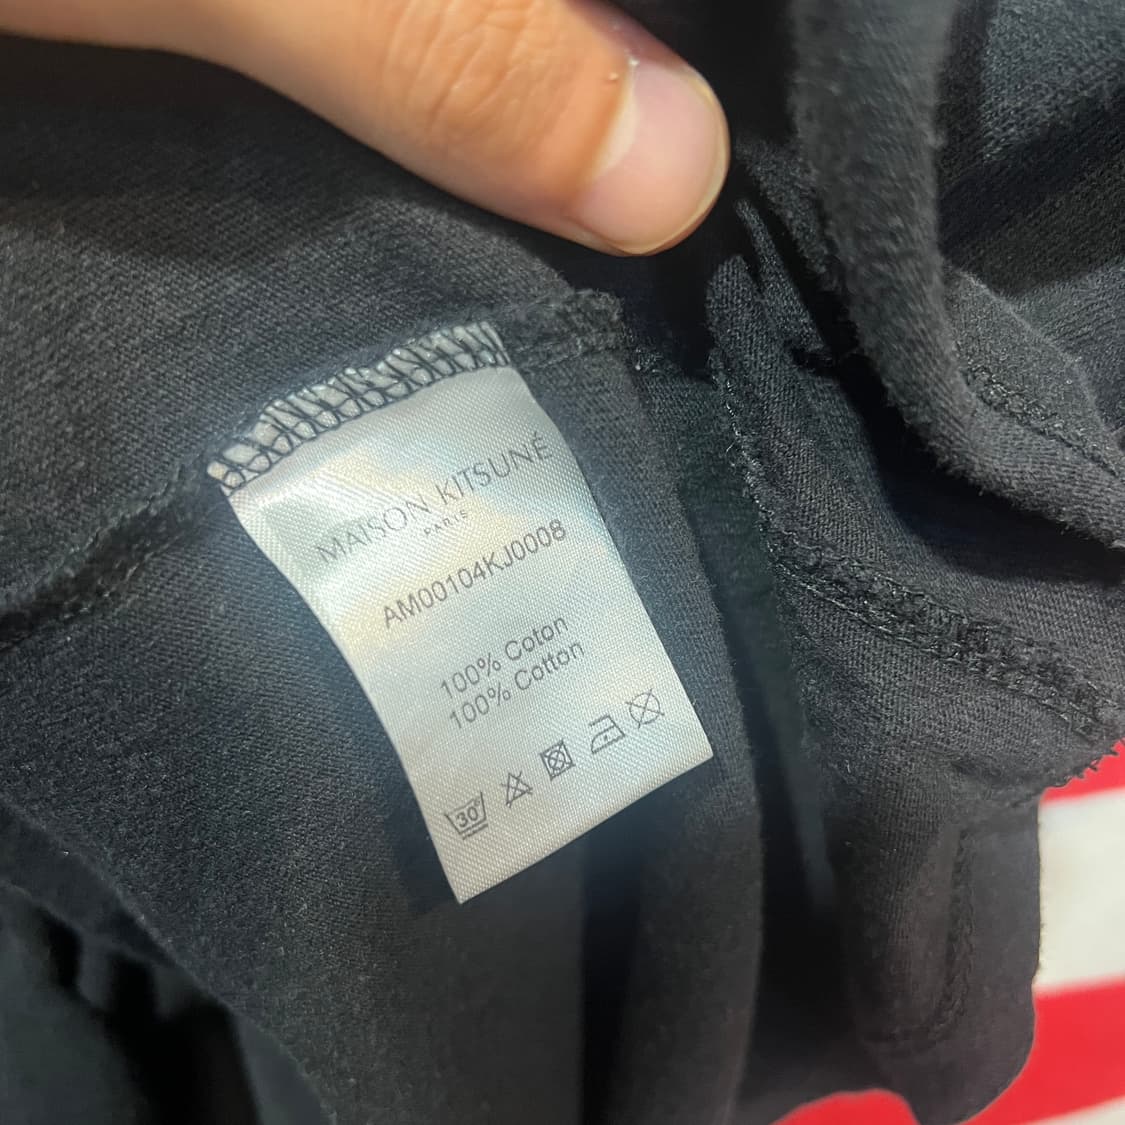 MAISON KITSUNÉ
PARIS
AM00104KJ0008
100% Coton
100% Cotton
30°